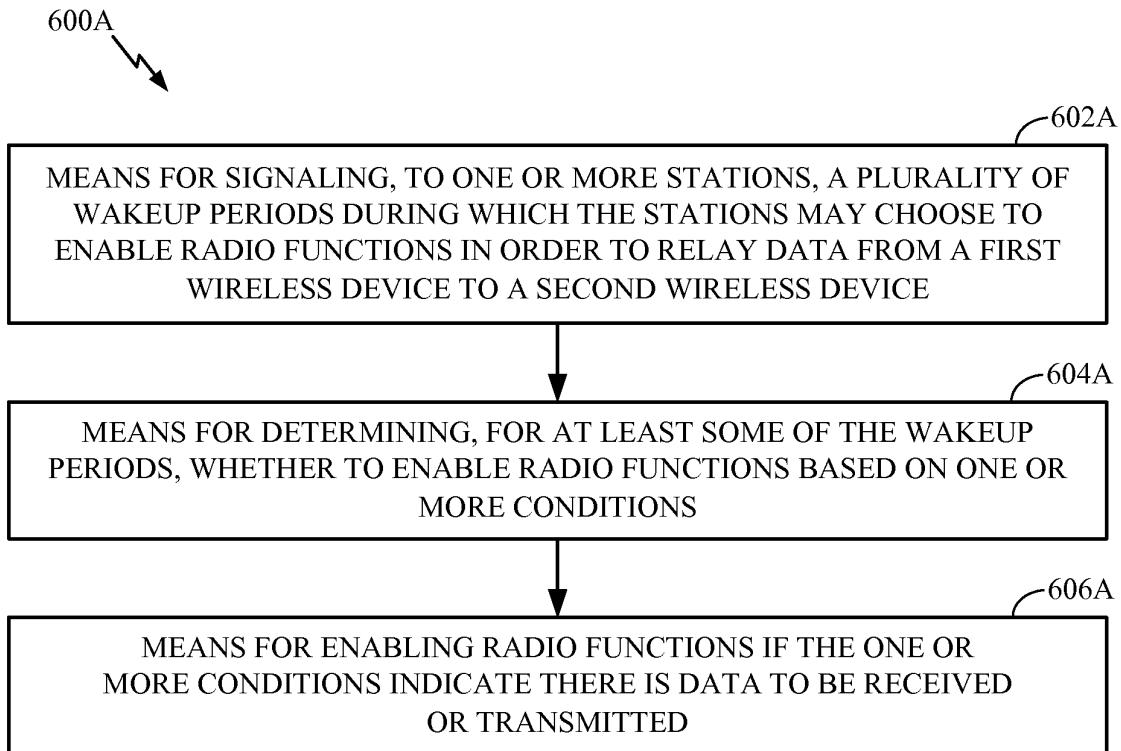 600A
602A
MEANS FOR SIGNALING, TO ONE OR MORE STATIONS, A PLURALITY OF
WAKEUP PERIODS DURING WHICH THE STATIONS MAY CHOOSE TO
ENABLE RADIO FUNCTIONS IN ORDER TO RELAY DATA FROM A FIRST
WIRELESS DEVICE TO A SECOND WIRELESS DEVICE
604A
MEANS FOR DETERMINING, FOR AT LEAST SOME OF THE WAKEUP
PERIODS, WHETHER TO ENABLE RADIO FUNCTIONS BASED ON ONE OR
MORE CONDITIONS
606A
MEANS FOR ENABLING RADIO FUNCTIONS IF THE ONE OR
MORE CONDITIONS INDICATE THERE IS DATA TO BE RECEIVED
OR TRANSMITTED